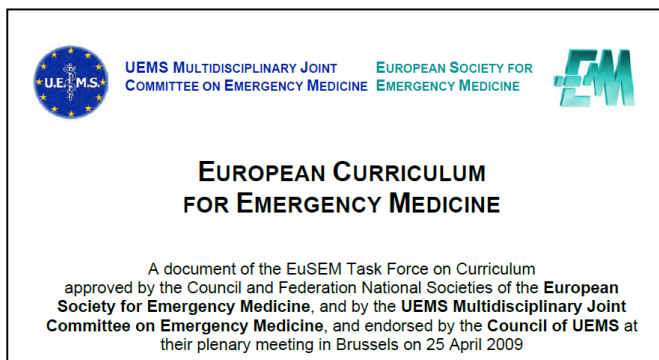 U.E.M.S.
UEMS MULTIDISCIPLINARY JOINT
COMMITTEE ON EMERGENCY MEDICINE
EUROPEAN SOCIETY FOR
EMERGENCY MEDICINE
EM
EUROPEAN CURRICULUM
FOR EMERGENCY MEDICINE
A document of the EuSEM Task Force on Curriculum
approved by the Council and Federation National Societies of the European
Society for Emergency Medicine, and by the UEMS Multidisciplinary Joint
Committee on Emergency Medicine, and endorsed by the Council of UEMS at
their plenary meeting in Brussels on 25 April 2009